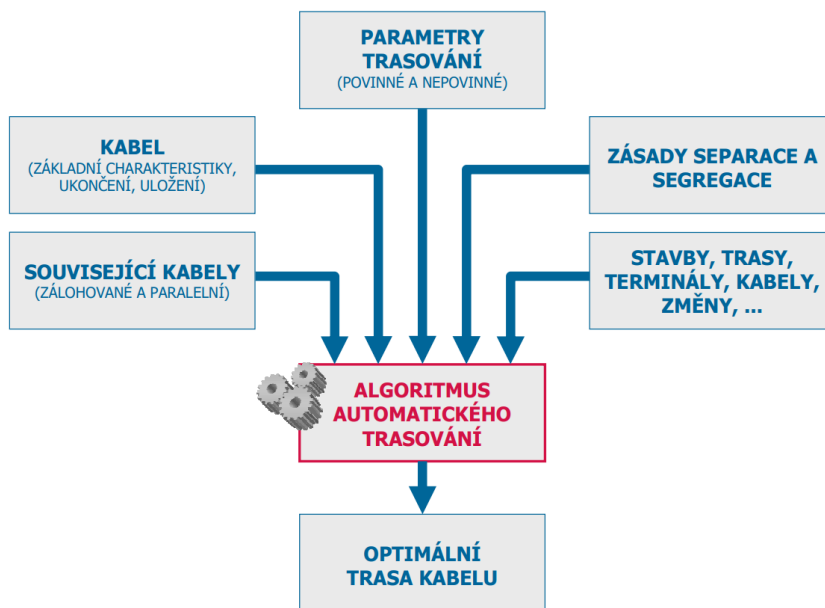 PARAMETRY
TRASOVÁNÍ
(POVINNÉ A NEPOVINNÉ)
KABEL
(ZÁKLADNÍ CHARAKTERISTIKY,
UKONČENÍ, ULOŽENÍ)
ZÁSADY SEPARACE A
SEGREGACE
SOUVISEJÍCÍ KABELY
(ZÁLOHOVANÉ A PARALELNÍ)
STAVBY, TRASY,
TERMINÁLY, KABELY,
ZMĚNY, ...
ALGORITMUS
AUTOMATICKÉHO
TRASOVÁNÍ
OPTIMÁLNÍ
TRASA KABELU